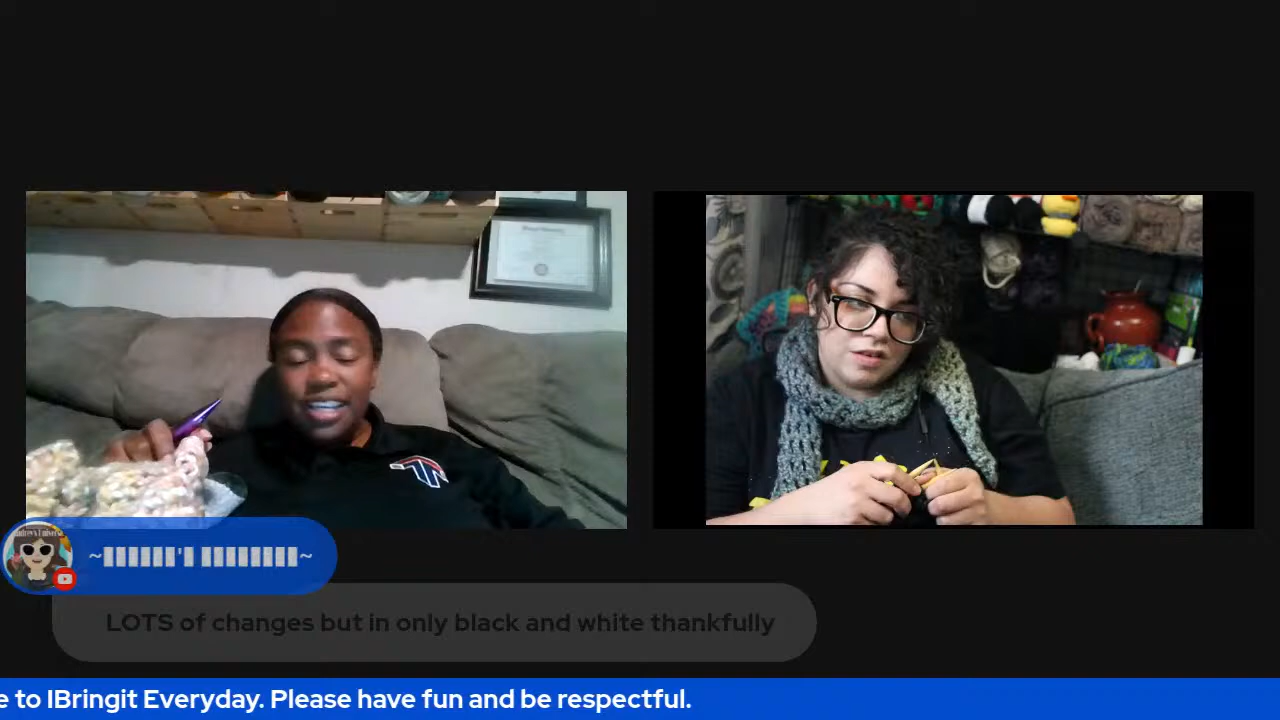 LOTS of changes but in only black and white thankfully
e to IBringit Everyday. Please have fun and be respectful.